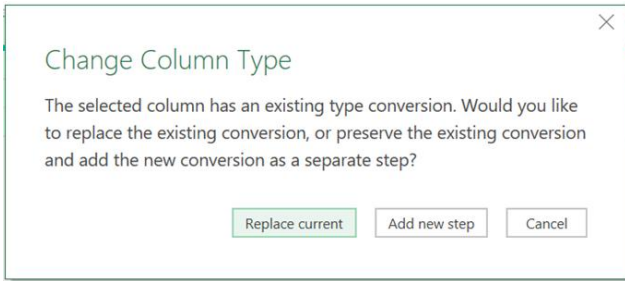 Change Column Type
The selected column has an existing type conversion. Would you like
to replace the existing conversion, or preserve the existing conversion
and add the new conversion as a separate step?
Replace current Add new step Cancel